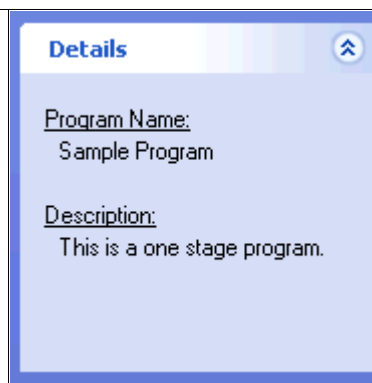 Details
Program Name:
Sample Program
Description:
This is a one stage program.